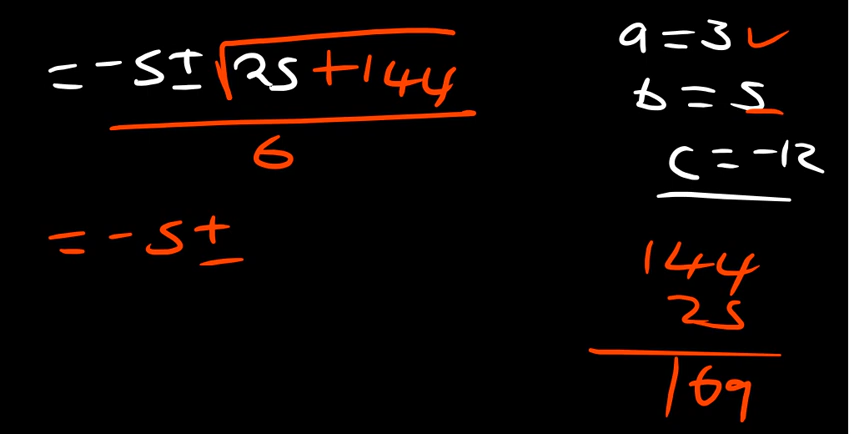 = -5 ± √25 + 144
6
= -5 ±
a = 3 ✓
b = 5
c = -12
144
25
169